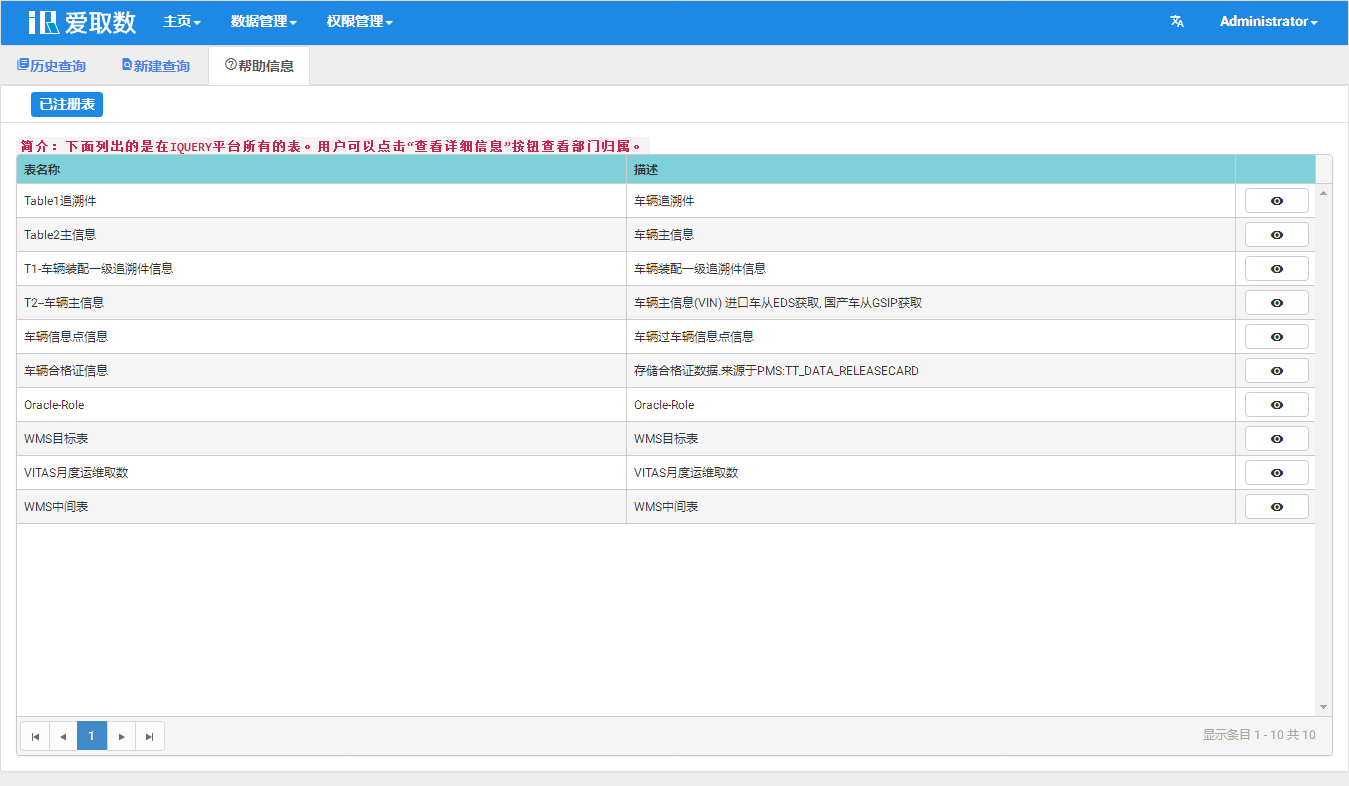 iR 爱取数 主页 数据管理 权限管理 Administrator
历史查询 新建查询 帮助信息
已注册表
简介：下面列出的是在IQUERY平台所有的表。用户可以点击“查看详细信息”按钮查看部门归属。
表名称 描述
Table1追溯件 车辆追溯件
Table2主信息 车辆主信息
T1-车辆装配一级追溯件信息 车辆装配一级追溯件信息
T2--车辆主信息 车辆主信息(VIN) 进口车从EDS获取, 国产车从GSIP获取
车辆信息点信息 车辆过车辆信息点信息
车辆合格证信息 存储合格证数据.来源于PMS:TT_DATA_RELEASECARD
Oracle-Role Oracle-Role
WMS目标表 WMS目标表
VITAS月度运维取数 VITAS月度运维取数
WMS中间表 WMS中间表
1 显示条目 1 - 10 共 10